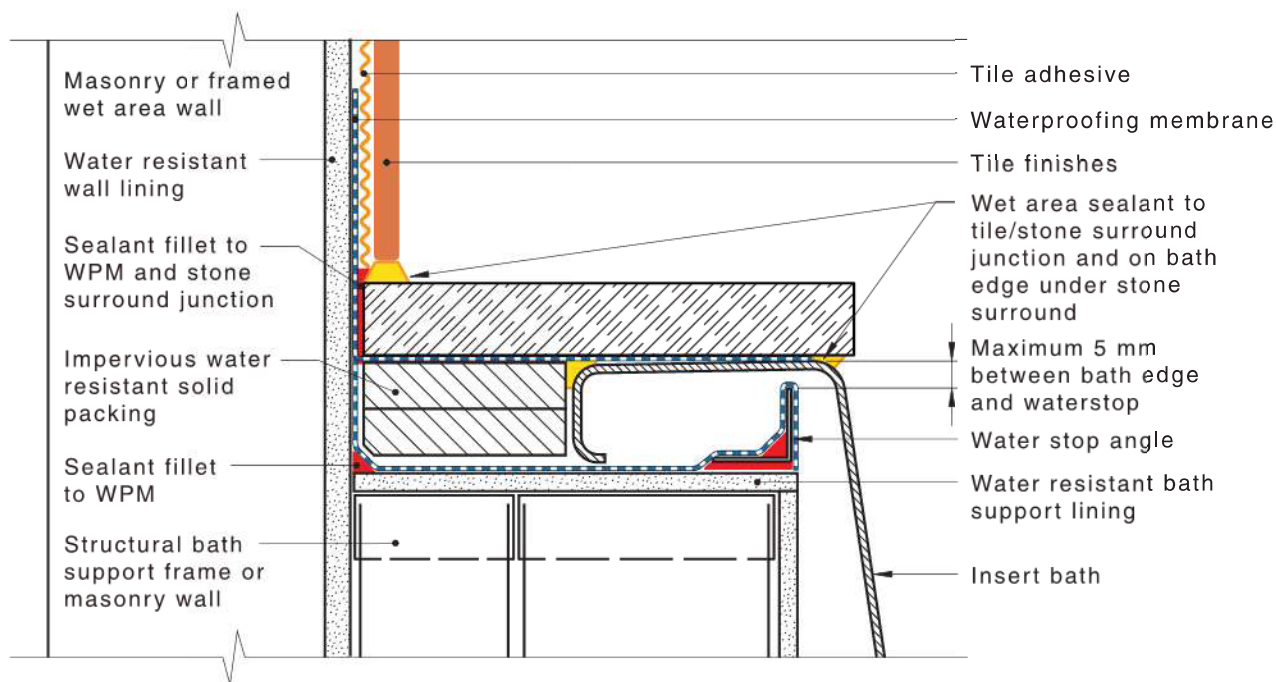 Masonry or framed
wet area wall
Water resistant
wall lining
Sealant fillet to
WPM and stone
surround junction
Impervious water
resistant solid
packing
Sealant fillet
to WPM
Structural bath
support frame or
masonry wall
Tile adhesive
Waterproofing membrane
Tile finishes
Wet area sealant to
tile/stone surround
junction and on bath
edge under stone
surround
Maximum 5 mm
between bath edge
and waterstop
Water stop angle
Water resistant bath
support lining
Insert bath